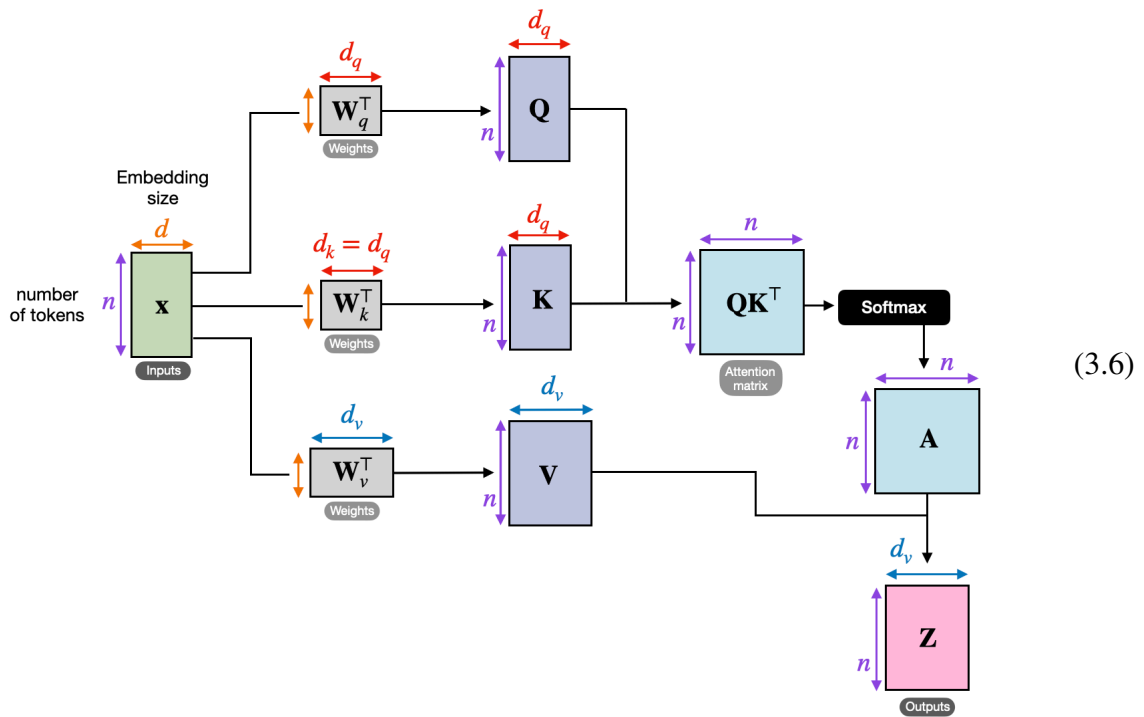 d_q
W_q^⊤
Weights
d_q
n
Q
Embedding
size
d
number
of tokens
n
x
Inputs
d_k = d_q
W_k^⊤
Weights
d_q
n
K
n
n
QK^⊤
Attention
matrix
Softmax
n
n
A
(3.6)
d_v
W_v^⊤
Weights
d_v
n
V
d_v
n
Z
Outputs